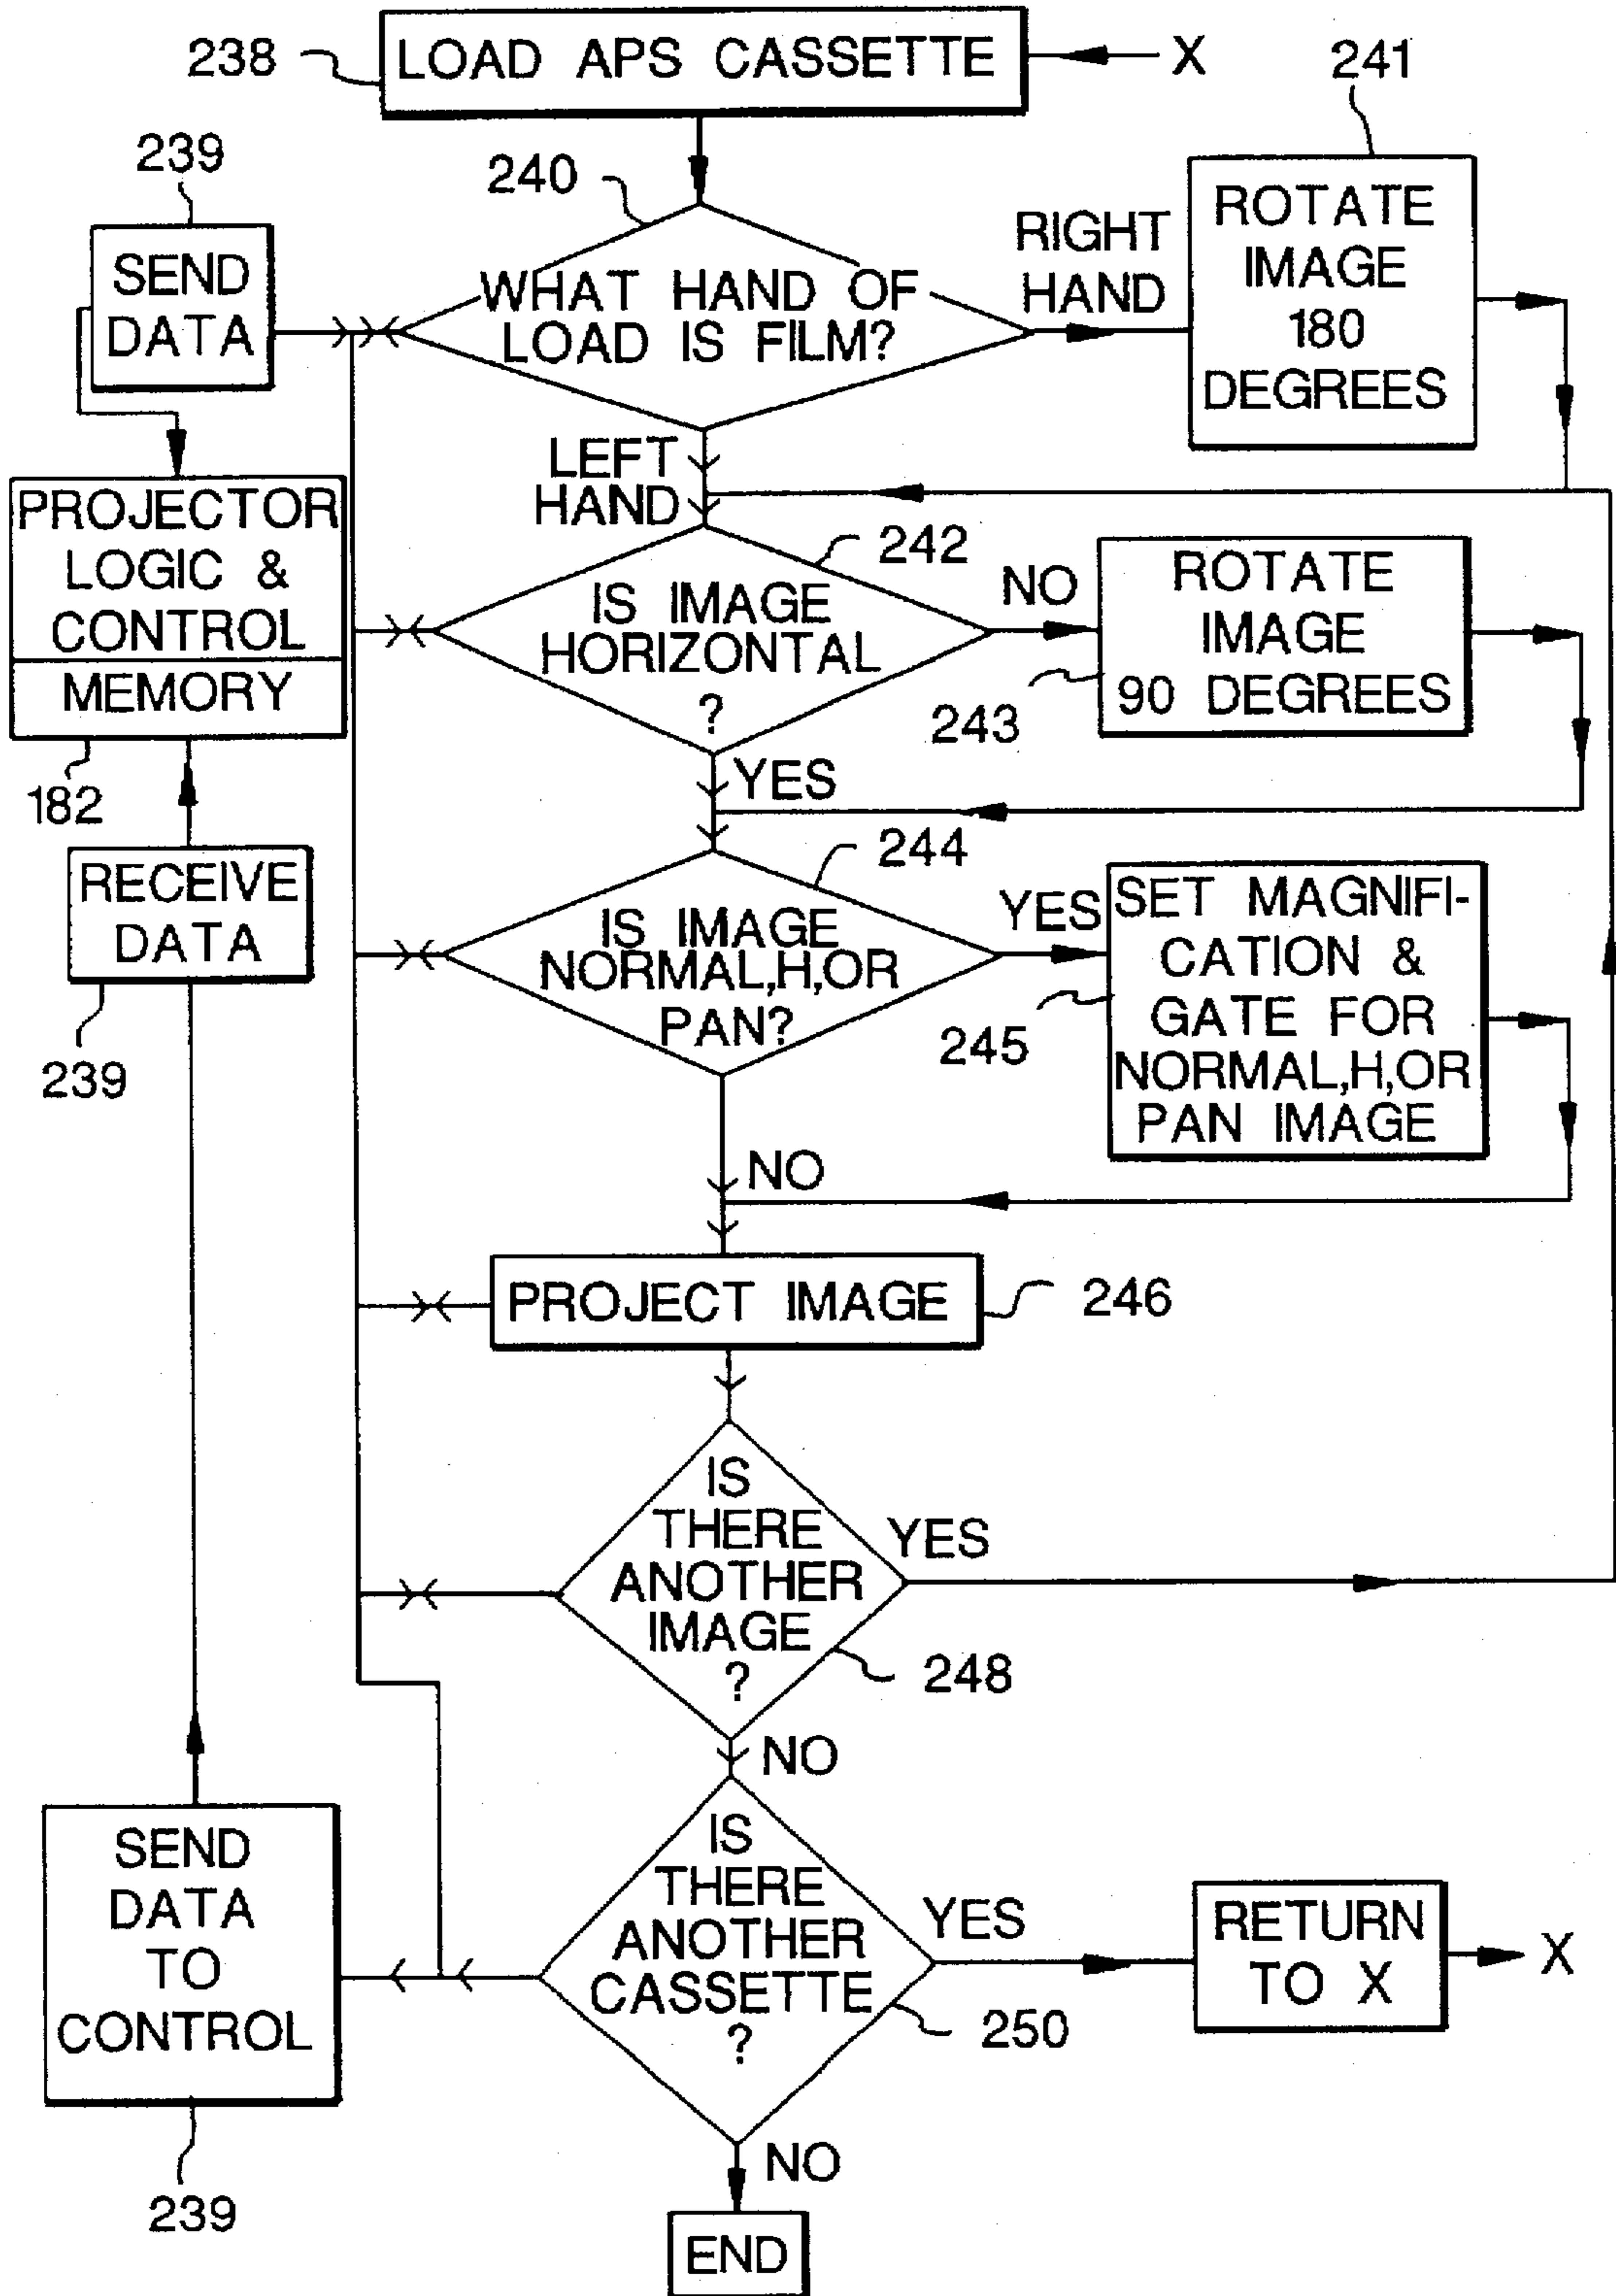 238
LOAD APS CASSETTE
X
241
239
240
SEND
DATA
WHAT HAND OF
LOAD IS FILM?
RIGHT
HAND
ROTATE
IMAGE
180
DEGREES
LEFT
HAND
PROJECTOR
LOGIC &
CONTROL
MEMORY
182
242
IS IMAGE
HORIZONTAL
?
NO
ROTATE
IMAGE
90 DEGREES
243
YES
RECEIVE
DATA
239
244
IS IMAGE
NORMAL,H,OR
PAN?
YES
SET MAGNIFI-
CATION &
GATE FOR
NORMAL,H,OR
PAN IMAGE
245
NO
PROJECT IMAGE
246
IS
THERE
ANOTHER
IMAGE
?
YES
248
NO
SEND
DATA
TO
CONTROL
239
IS
THERE
ANOTHER
CASSETTE
?
YES
250
RETURN
TO X
X
NO
END